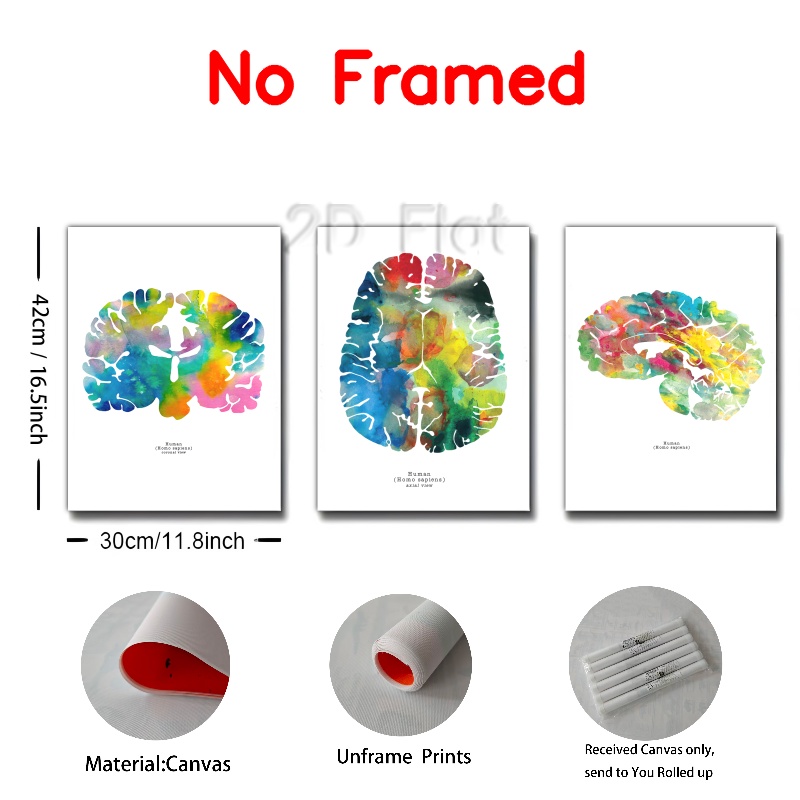 No Framed
2D Flat
42cm / 16.5inch
Human
(Homo sapiens)
coronal view
Human
(Homo sapiens)
axial view
Human
(Homo sapiens)
30cm/11.8inch
Material:Canvas
Unframe Prints
Received Canvas only,
send to You Rolled up